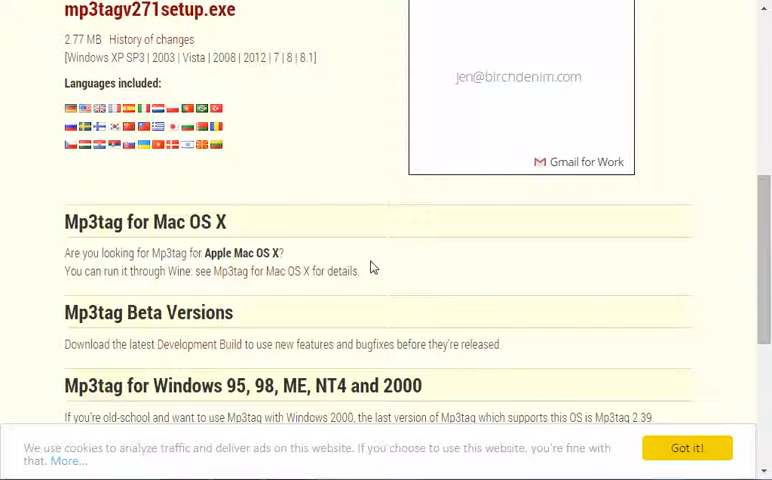 mp3tagv271setup.exe
2.77 MB History of changes
[Windows XP SP3 | 2003 | Vista | 2008 | 2012 | 7 | 8 | 8.1]
Languages included:
jen@birchdenim.com
Gmail for Work
Mp3tag for Mac OS X
Are you looking for Mp3tag for Apple Mac OS X?
You can run it through Wine: see Mp3tag for Mac OS X for details.
Mp3tag Beta Versions
Download the latest Development Build to use new features and bugfixes before they're released.
Mp3tag for Windows 95, 98, ME, NT4 and 2000
If you're old-school and want to use Mp3tag with Windows 2000, the last version of Mp3tag which supports this OS is Mp3tag 2.39.
We use cookies to analyze traffic and deliver ads on this website. If you choose to use this website, you're fine with
that. More...
Got it!